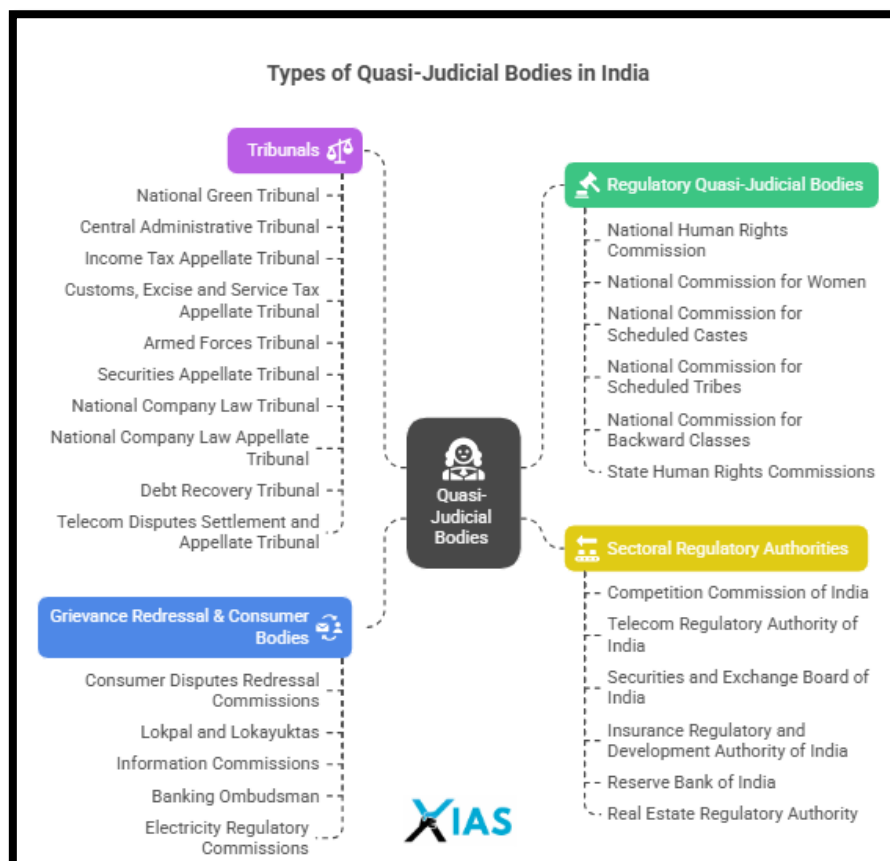 Types of Quasi-Judicial Bodies in India
Tribunals
National Green Tribunal
Central Administrative Tribunal
Income Tax Appellate Tribunal
Customs, Excise and Service Tax
Appellate Tribunal
Armed Forces Tribunal
Securities Appellate Tribunal
National Company Law Tribunal
National Company Law Appellate
Tribunal
Debt Recovery Tribunal
Telecom Disputes Settlement and
Appellate Tribunal
Regulatory Quasi-Judicial Bodies
National Human Rights
Commission
National Commission for Women
National Commission for
Scheduled Castes
National Commission for
Scheduled Tribes
National Commission for
Backward Classes
State Human Rights Commissions
Quasi-
Judicial
Bodies
Grievance Redressal & Consumer
Bodies
Consumer Disputes Redressal
Commissions
Lokpal and Lokayuktas
Information Commissions
Banking Ombudsman
Electricity Regulatory
Commissions
Sectoral Regulatory Authorities
Competition Commission of India
Telecom Regulatory Authority of
India
Securities and Exchange Board of
India
Insurance Regulatory and
Development Authority of India
Reserve Bank of India
Real Estate Regulatory Authority
XIAS